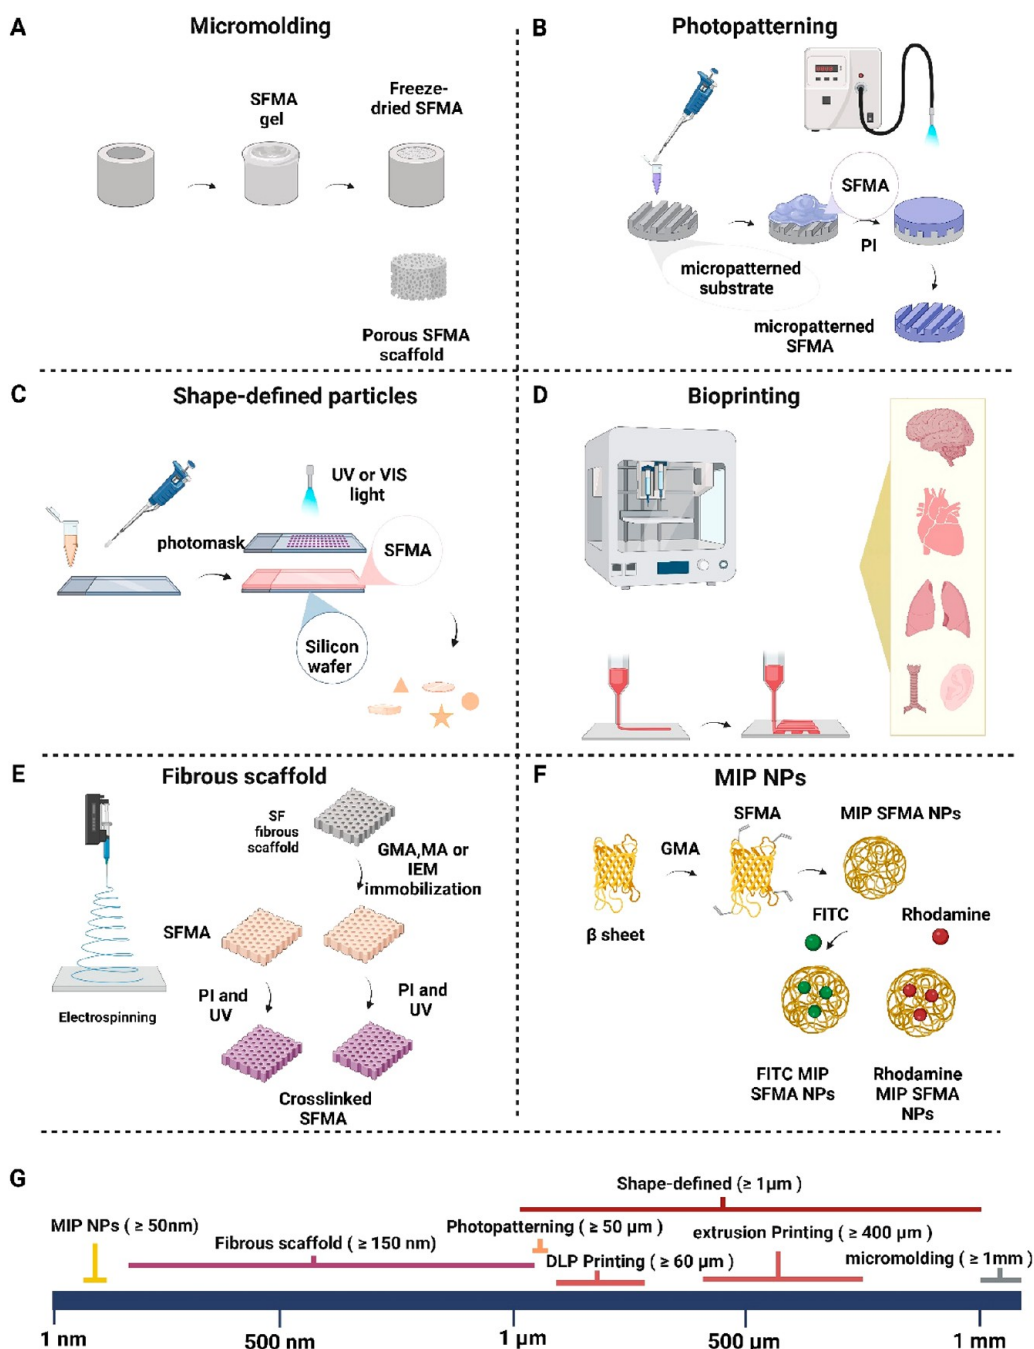 A
Micromolding
SFMA
gel
Freeze-
dried SFMA
Porous SFMA
scaffold
B
Photopatterning
SFMA
PI
micropatterned
substrate
micropatterned
SFMA
C
Shape-defined particles
UV or VIS
light
photomask
SFMA
Silicon
wafer
D
Bioprinting
E
Fibrous scaffold
SF
fibrous
scaffold
GMA,MA or
IEM
immobilization
SFMA
PI and
UV
PI and
UV
Electrospinning
Crosslinked
SFMA
F
MIP NPs
SFMA
MIP SFMA NPs
GMA
β sheet
FITC
Rhodamine
FITC MIP
SFMA NPs
Rhodamine
MIP SFMA
NPs
G
Shape-defined (≥ 1µm )
MIP NPs ( ≥ 50nm)
Photopatterning ( ≥ 50 µm )
extrusion Printing ( ≥ 400 µm )
Fibrous scaffold ( ≥ 150 nm)
DLP Printing ( ≥ 60 µm )
micromolding ( ≥ 1mm )
1 nm
500 nm
1 µm
500 µm
1 mm